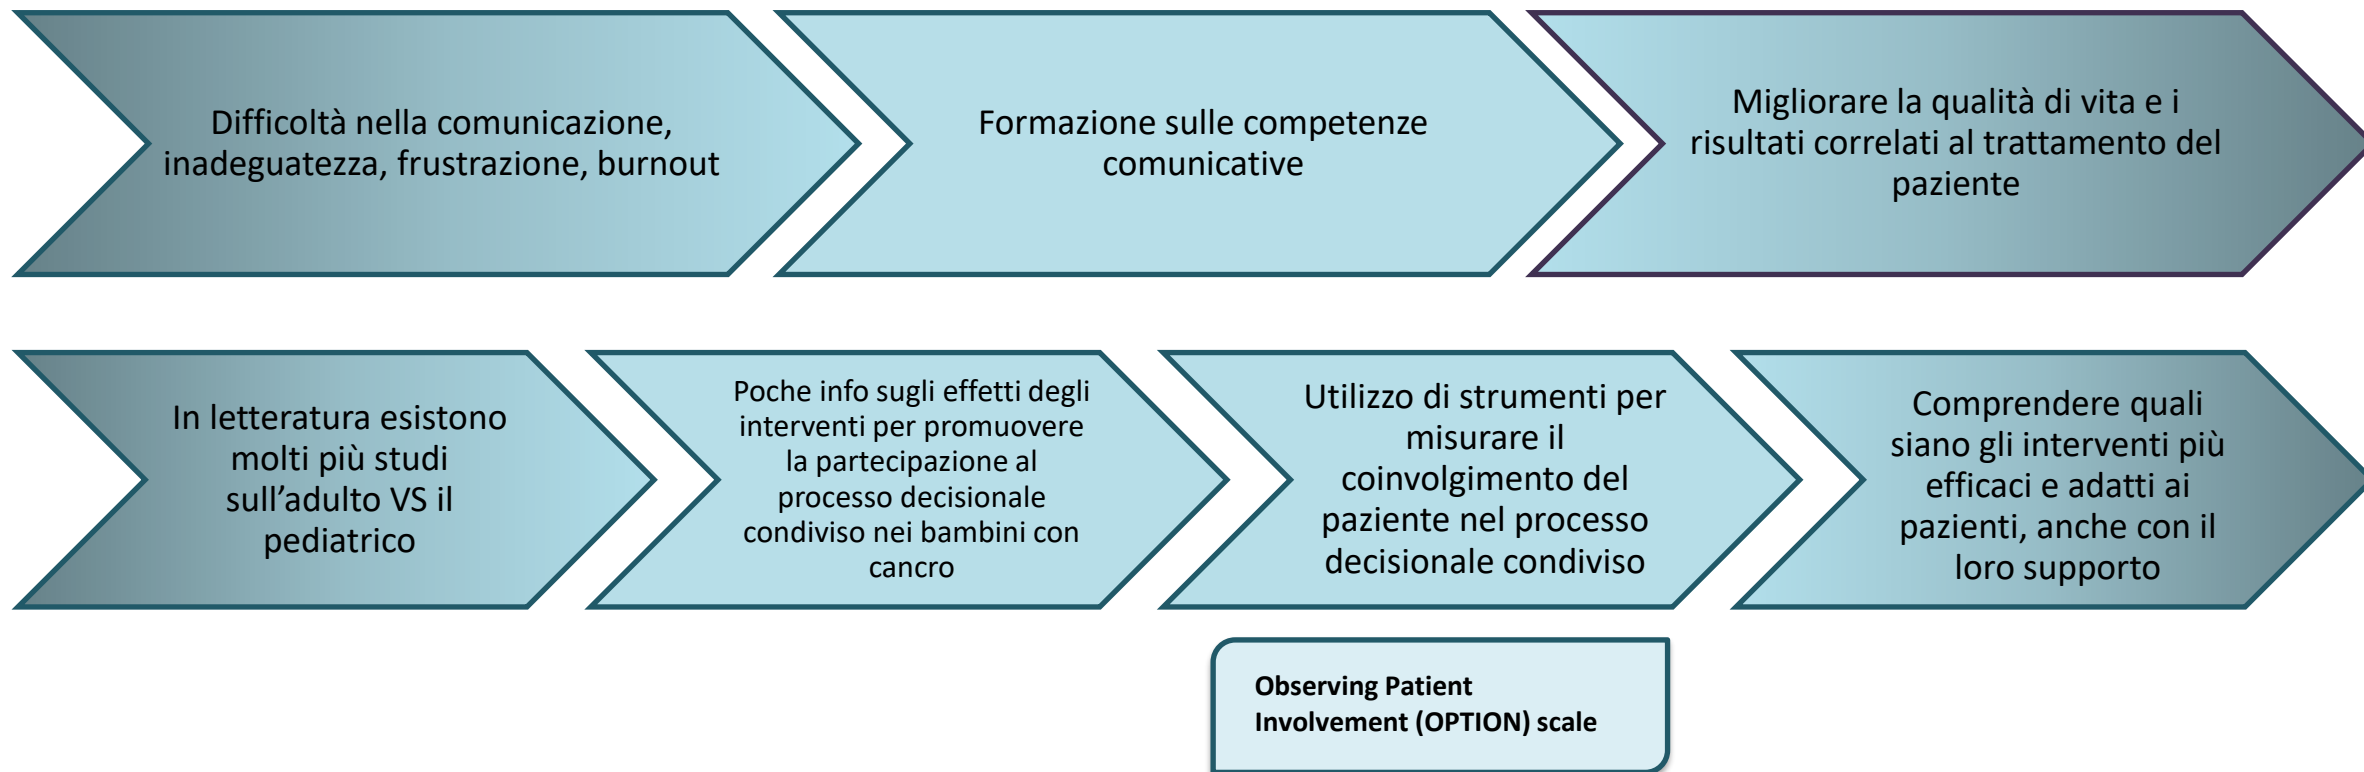 Difficoltà nella comunicazione,
inadeguatezza, frustrazione, burnout
Formazione sulle competenze
comunicative
Migliorare la qualità di vita e i
risultati correlati al trattamento del
paziente
In letteratura esistono
molti più studi
sull’adulto VS il
pediatrico
Poche info sugli effetti degli
interventi per promuovere
la partecipazione al
processo decisionale
condiviso nei bambini con
cancro
Utilizzo di strumenti per
misurare il
coinvolgimento del
paziente nel processo
decisionale condiviso
Comprendere quali
siano gli interventi più
efficaci e adatti ai
pazienti, anche con il
loro supporto
Observing Patient
Involvement (OPTION) scale